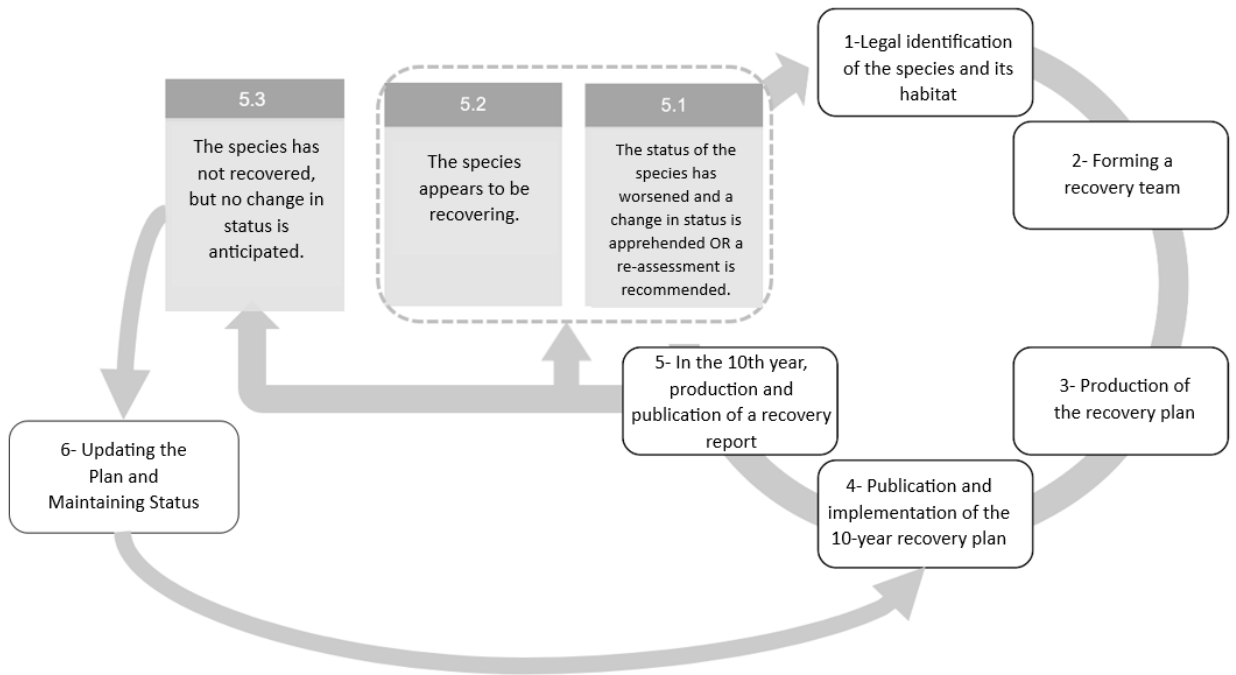 1-Legal identification
of the species and its
habitat
2- Forming a
recovery team
3- Production of
the recovery plan
4- Publication and
implementation of the
10-year recovery plan
5- In the 10th year,
production and
publication of a recovery
report
5.1
The status of the
species has
worsened and a
change in status is
apprehended OR a
re-assessment is
recommended.
5.2
The species
appears to be
recovering.
5.3
The species has
not recovered,
but no change in
status is
anticipated.
6- Updating the
Plan and
Maintaining Status